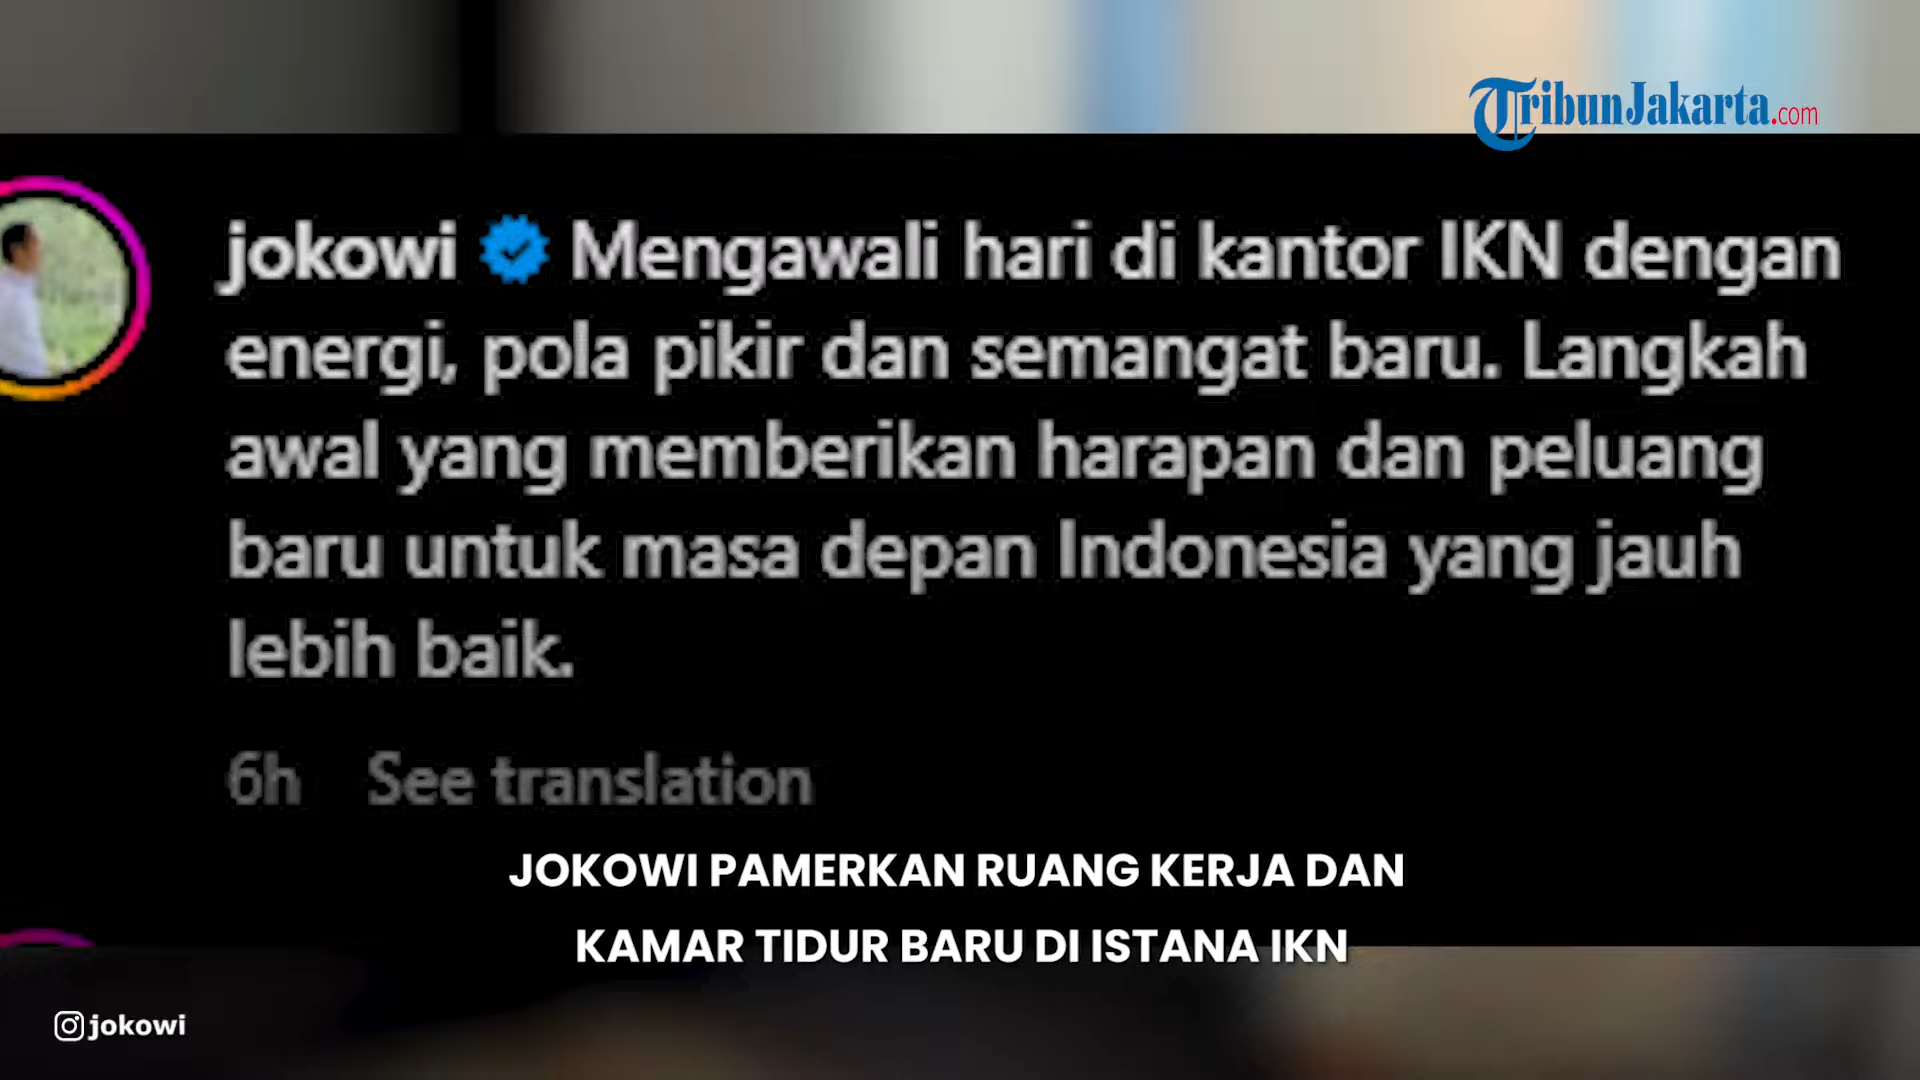 TribunJakarta.com
jokowi Mengawali hari di kantor IKN dengan
energi, pola pikir dan semangat baru. Langkah
awal yang memberikan harapan dan peluang
baru untuk masa depan Indonesia yang jauh
lebih baik.
6h See translation
JOKOWI PAMERKAN RUANG KERJA DAN
KAMAR TIDUR BARU DI ISTANA IKN
jokowi